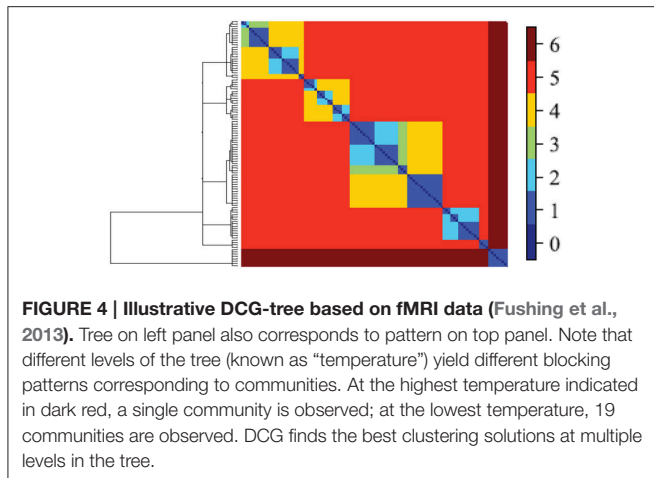 6
5
4
3
2
1
0
FIGURE 4 | Illustrative DCG-tree based on fMRI data (Fushing et al.,
2013). Tree on left panel also corresponds to pattern on top panel. Note that
different levels of the tree (known as “temperature”) yield different blocking
patterns corresponding to communities. At the highest temperature indicated
in dark red, a single community is observed; at the lowest temperature, 19
communities are observed. DCG finds the best clustering solutions at multiple
levels in the tree.